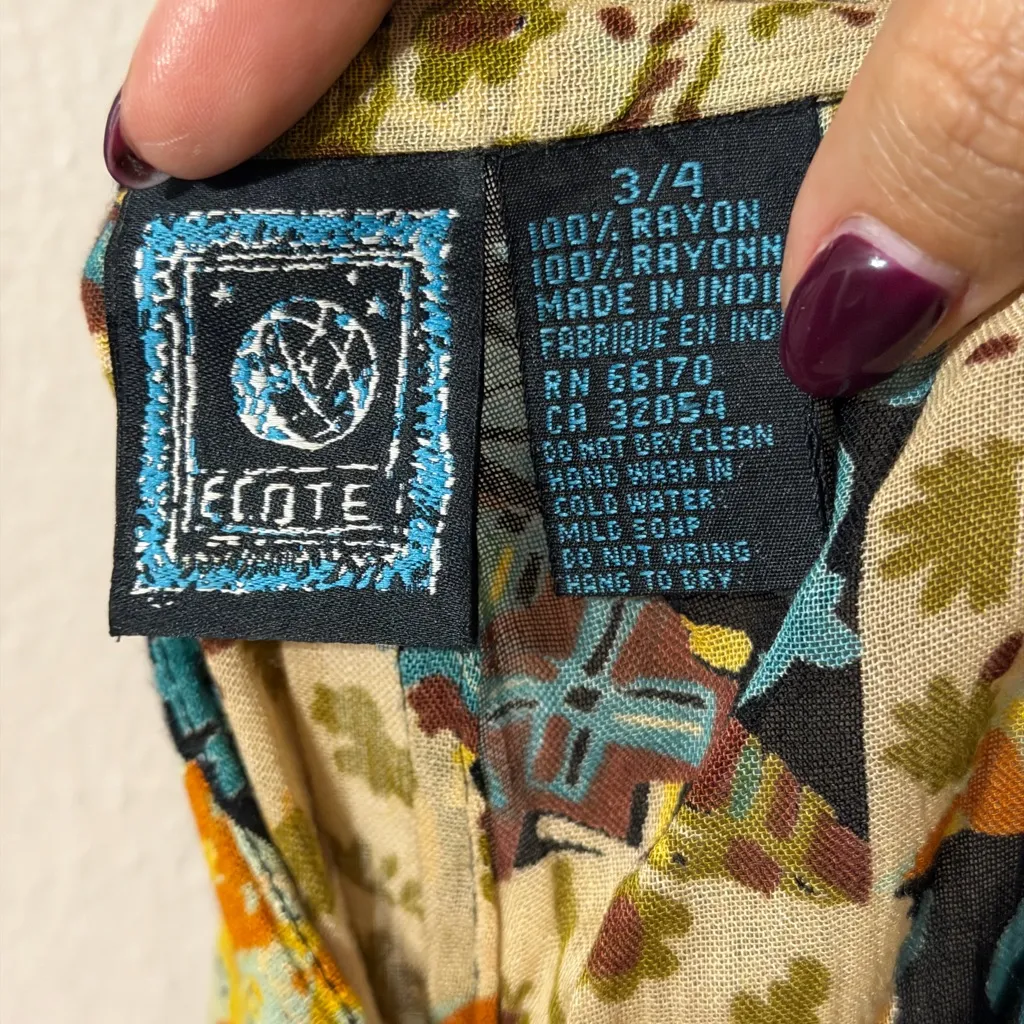 ECOTE
3/4
100% RAYON
100% RAYONN
MADE IN INDI
FABRIQUE EN IND
RN 66170
CA 32054
DO NOT DRY CLEAN
HAND WASH IN
COLD WATER.
MILD SOAP
DO NOT WRING
HANG TO DRY